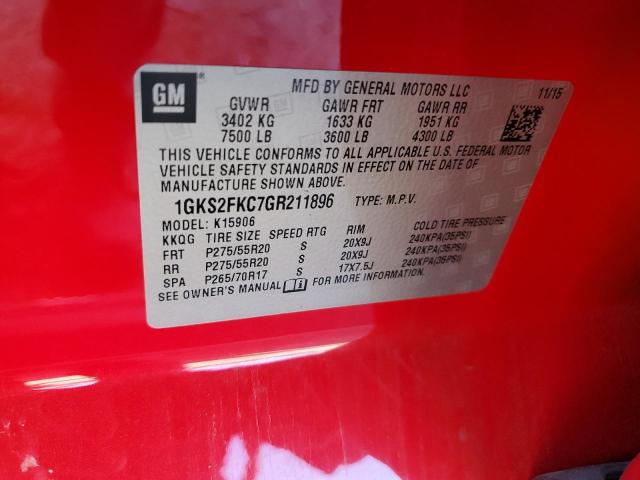 GM
MFD BY GENERAL MOTORS LLC 11/15
GVWR GAWR FRT GAWR RR
3402 KG 1633 KG 1951 KG
7500 LB 3600 LB 4300 LB
THIS VEHICLE CONFORMS TO ALL APPLICABLE U.S. FEDERAL MOTOR
VEHICLE SAFETY STANDARDS IN EFFECT ON THE DATE OF
MANUFACTURE SHOWN ABOVE.
1GKS2FKC7GR211896 TYPE: M.P.V.
MODEL: K15906
KKQG TIRE SIZE SPEED RTG RIM COLD TIRE PRESSURE
FRT P275/55R20 S 20X9J 240KPA(35PSI)
RR P275/55R20 S 20X9J 240KPA(35PSI)
SPA P265/70R17 S 17X7.5J 240KPA(35PSI)
SEE OWNER'S MANUAL FOR MORE INFORMATION.